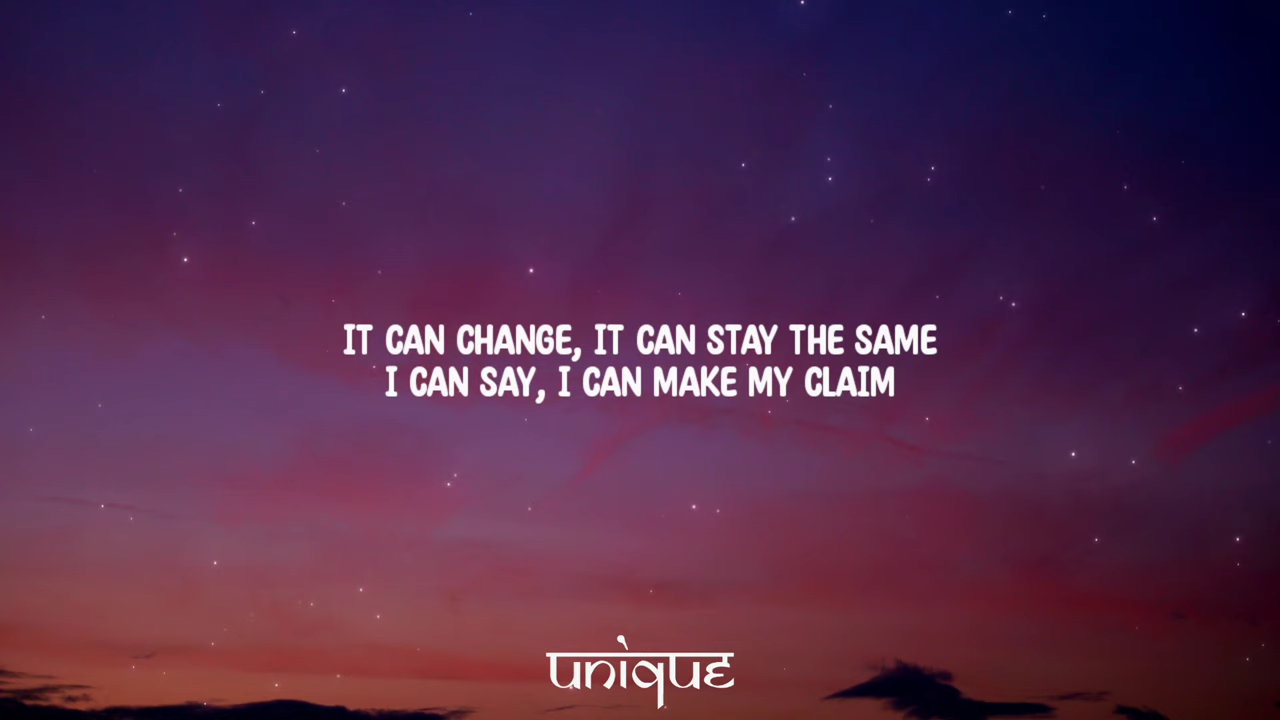 IT CAN CHANGE, IT CAN STAY THE SAME
I CAN SAY, I CAN MAKE MY CLAIM
unique